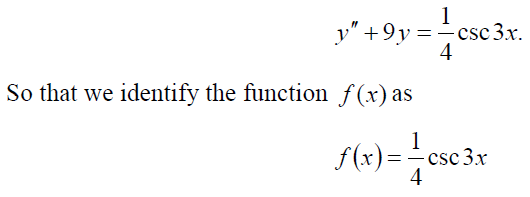 y″ + 9y = 1/4 csc 3x.
So that we identify the function f(x) as
f(x) = 1/4 csc 3x